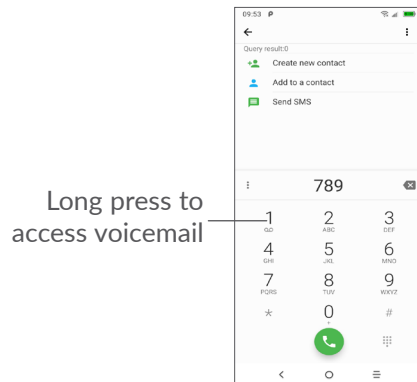 09:53 P
Query result:0
Create new contact
Add to a contact
Send SMS
789
Long press to
access voicemail
1 2 3
ABC DEF
4 5 6
GHI JKL MNO
7 8 9
PQRS TUV WXYZ
* 0 #
+